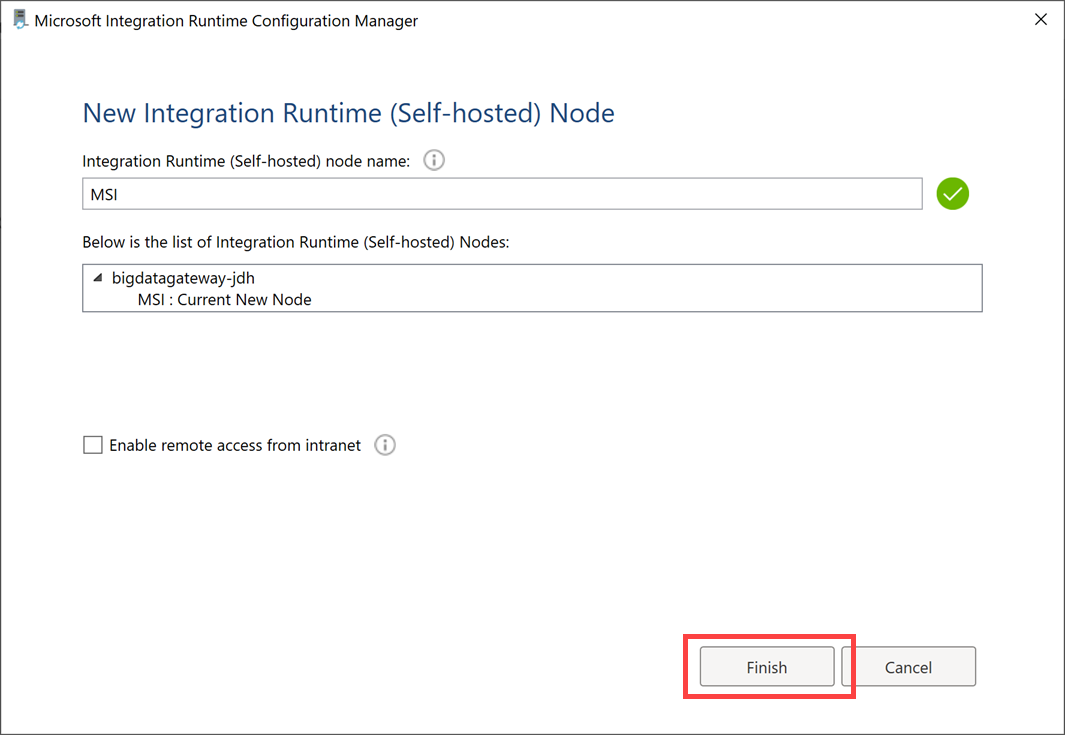 Microsoft Integration Runtime Configuration Manager
New Integration Runtime (Self-hosted) Node
Integration Runtime (Self-hosted) node name:
MSI
Below is the list of Integration Runtime (Self-hosted) Nodes:
bigdatagateway-jdh
MSI : Current New Node
Enable remote access from intranet
Finish
Cancel